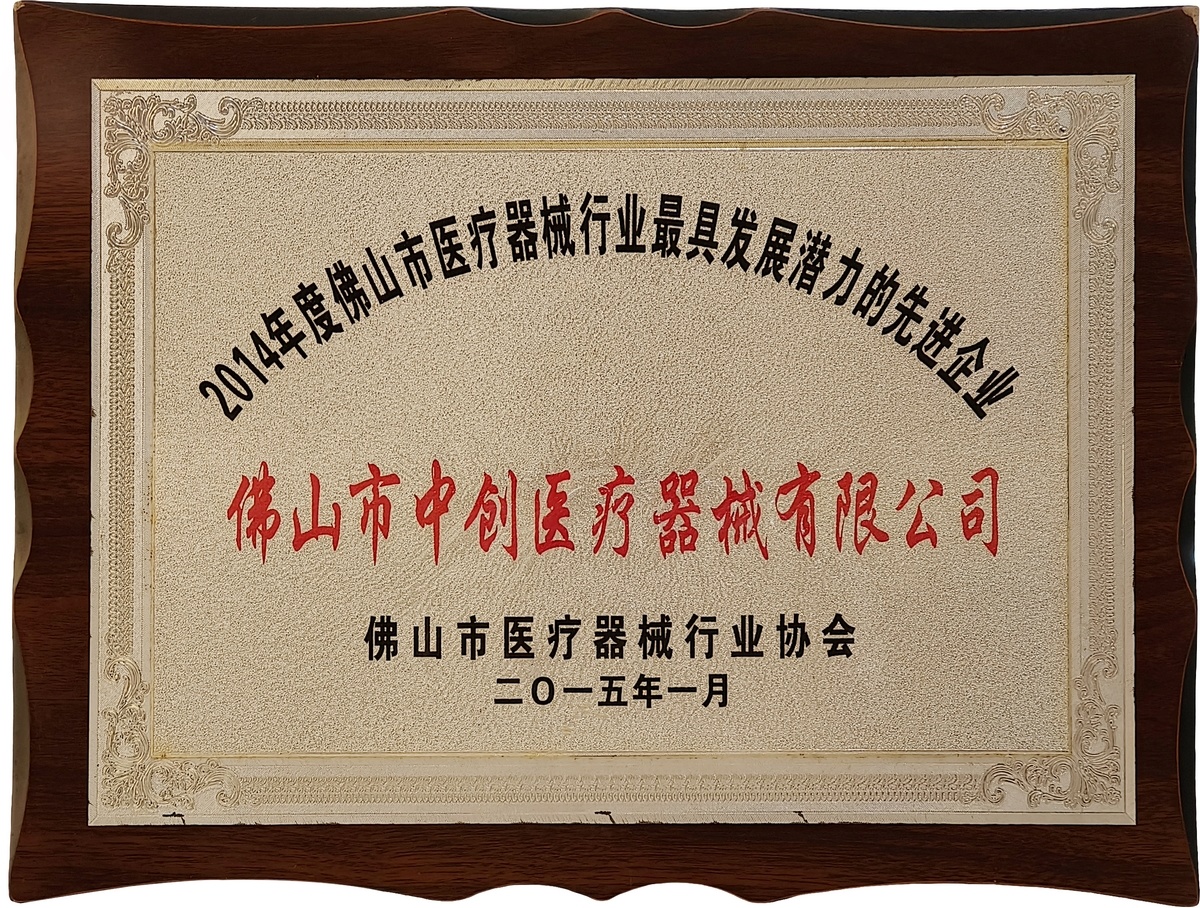 2014年度佛山市医疗器械行业最具发展潜力的先进企业
佛山市中创医疗器械有限公司
佛山市医疗器械行业协会
二〇一五年一月